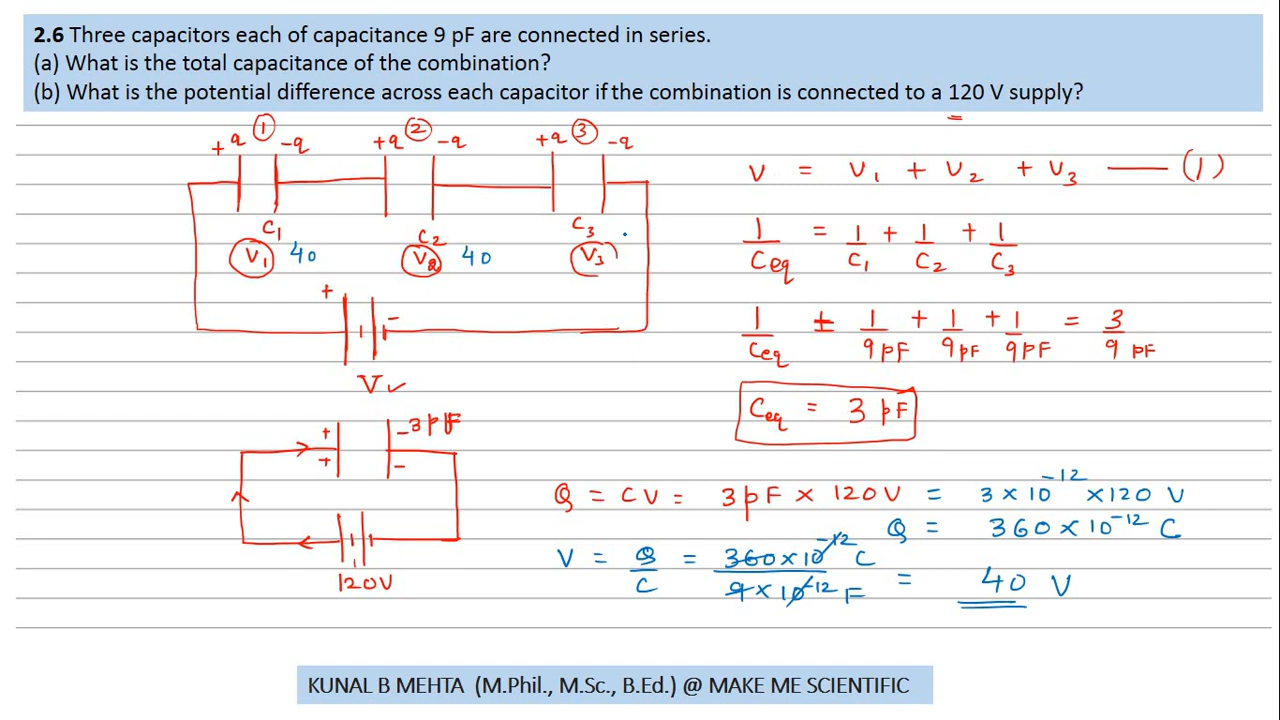 2.6 Three capacitors each of capacitance 9 pF are connected in series.
(a) What is the total capacitance of the combination?
(b) What is the potential difference across each capacitor if the combination is connected to a 120 V supply?
+q ① -q +q ② -q +q ③ -q
C1 C2 C3
V1 40 V2 40 V3
+ -
V ✓
V = V1 + V2 + V3 —— (1)
1/Ceq = 1/C1 + 1/C2 + 1/C3
1/Ceq = 1/9pF + 1/9pF + 1/9pF = 3/9 pF
Ceq = 3 pF
+ - 3pF
+ -
120V
Q = CV = 3pF × 120V = 3 × 10^-12 × 120 V
Q = 360 × 10^-12 C
V = Q/C = 360×10^-12 C / 9×10^-12 F = 40 V
KUNAL B MEHTA (M.Phil., M.Sc., B.Ed.) @ MAKE ME SCIENTIFIC